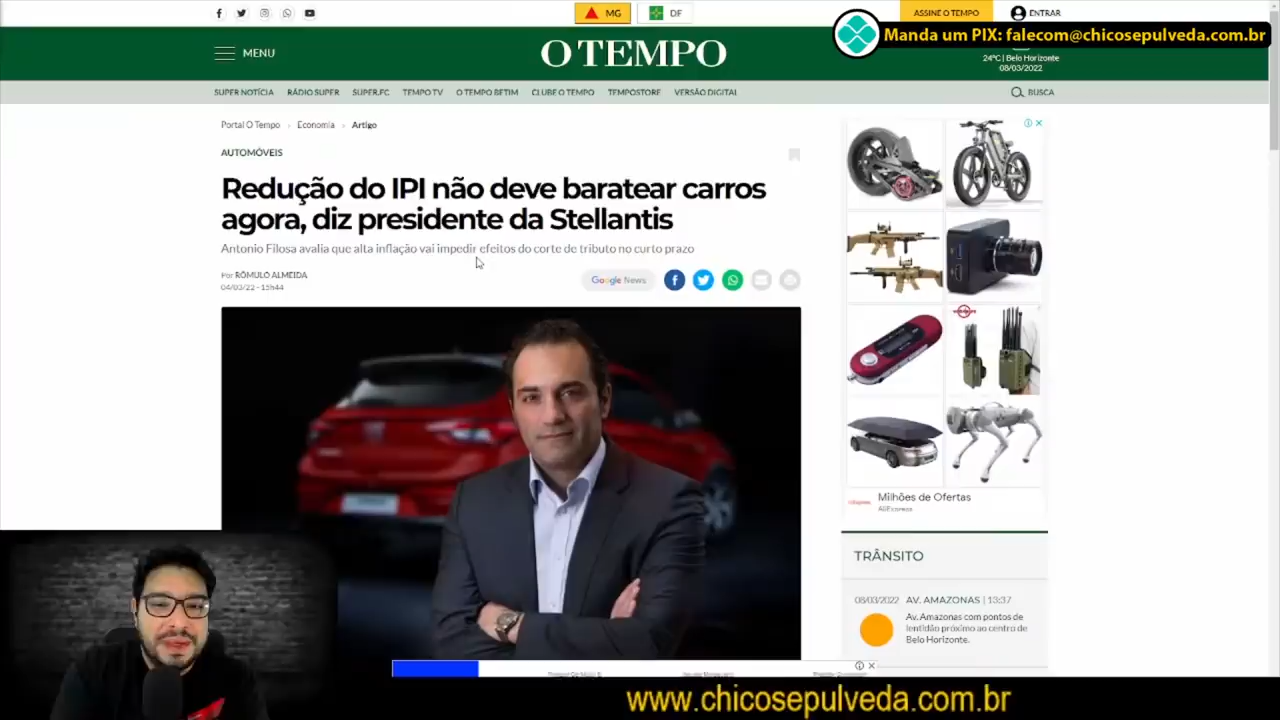 MG
DF
ASSINE O TEMPO
ENTRAR
Manda um PIX: falecom@chicosepulveda.com.br
MENU
O TEMPO
24ºC | Belo Horizonte
08/03/2022
SUPER NOTÍCIA
RÁDIO SUPER
SUPER.FC
TEMPO TV
O TEMPO BETIM
CLUBE O TEMPO
TEMPOSTORE
VERSÃO DIGITAL
BUSCA
Portal O Tempo › Economia › Artigo
AUTOMÓVEIS
Redução do IPI não deve baratear carros
agora, diz presidente da Stellantis
Antonio Filosa avalia que alta inflação vai impedir efeitos do corte de tributo no curto prazo
Por RÔMULO ALMEIDA
04/03/22 - 15h44
Google News
Milhões de Ofertas
AliExpress
TRÂNSITO
08/03/2022 AV. AMAZONAS | 13:37
Av. Amazonas com pontos de
lentidão próximo ao centro de
Belo Horizonte.
www.chicosepulveda.com.br